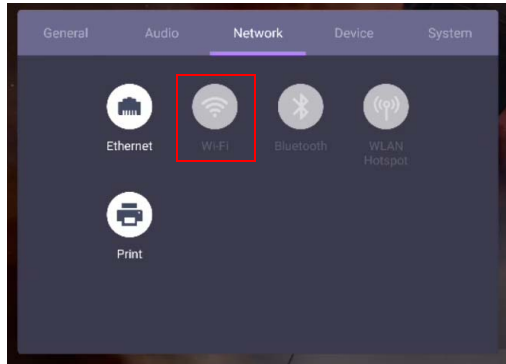 General Audio Network Device System
Ethernet Wi-Fi Bluetooth WLAN
Hotspot
Print